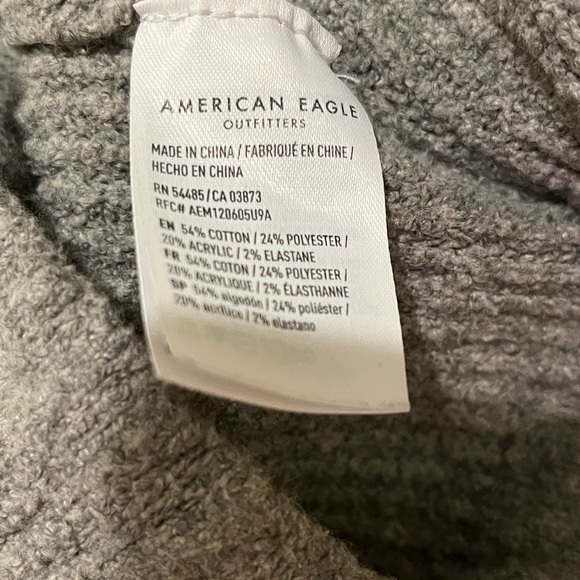 AMERICAN EAGLE
OUTFITTERS
MADE IN CHINA / FABRIQUÉ EN CHINE /
HECHO EN CHINA
RN 54485 / CA 03873
RFC# AEM120605U9A
EN 54% COTTON / 24% POLYESTER /
20% ACRYLIC / 2% ELASTANE
FR 54% COTON / 24% POLYESTER /
20% ACRYLIQUE / 2% ÉLASTHANNE
SP 54% algodón / 24% poliéster /
20% acrílico / 2% elastano